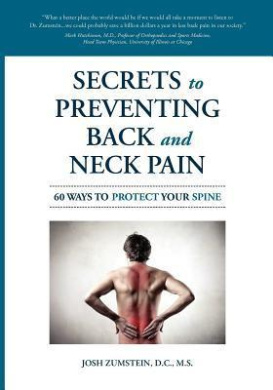 "What a better place the world would be if we would all take a moment to listen to
Dr. Zumstein...we could probably save a billion dollars a year in lost back pain in our society."
Mark Hutchinson, M.D., Professor of Orthopaedics and Sports Medicine,
Head Team Physician, University of Illinois at Chicago
SECRETS to
PREVENTING
BACK and
NECK PAIN
60 WAYS TO PROTECT YOUR SPINE
JOSH ZUMSTEIN, D.C., M.S.